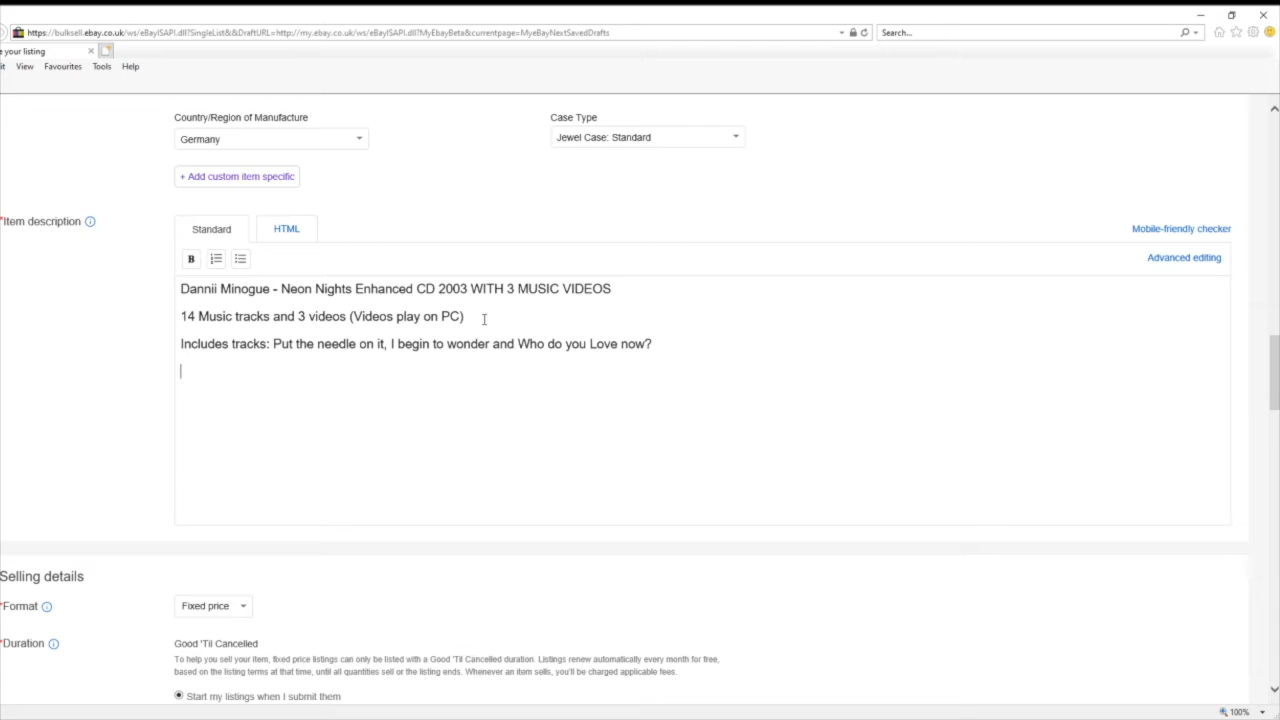 https://bulksell.ebay.co.uk/ws/eBayISAPI.dll?SingleList&&DraftURL=http://my.ebay.co.uk/ws/eBayISAPI.dll?MyEbayBeta&currentpage=MyeBayNextSavedDrafts Search...
e your listing
it View Favourites Tools Help
Country/Region of Manufacture Case Type
Germany Jewel Case: Standard
+ Add custom item specific
*Item description Standard HTML Mobile-friendly checker
B Advanced editing
Dannii Minogue - Neon Nights Enhanced CD 2003 WITH 3 MUSIC VIDEOS
14 Music tracks and 3 videos (Videos play on PC)
Includes tracks: Put the needle on it, I begin to wonder and Who do you Love now?
Selling details
*Format Fixed price
*Duration Good 'Til Cancelled
To help you sell your item, fixed price listings can only be listed with a Good 'Til Cancelled duration. Listings renew automatically every month for free,
based on the listing terms at that time, until all quantities sell or the listing ends. Whenever an item sells, you'll be charged applicable fees.
Start my listings when I submit them
100%